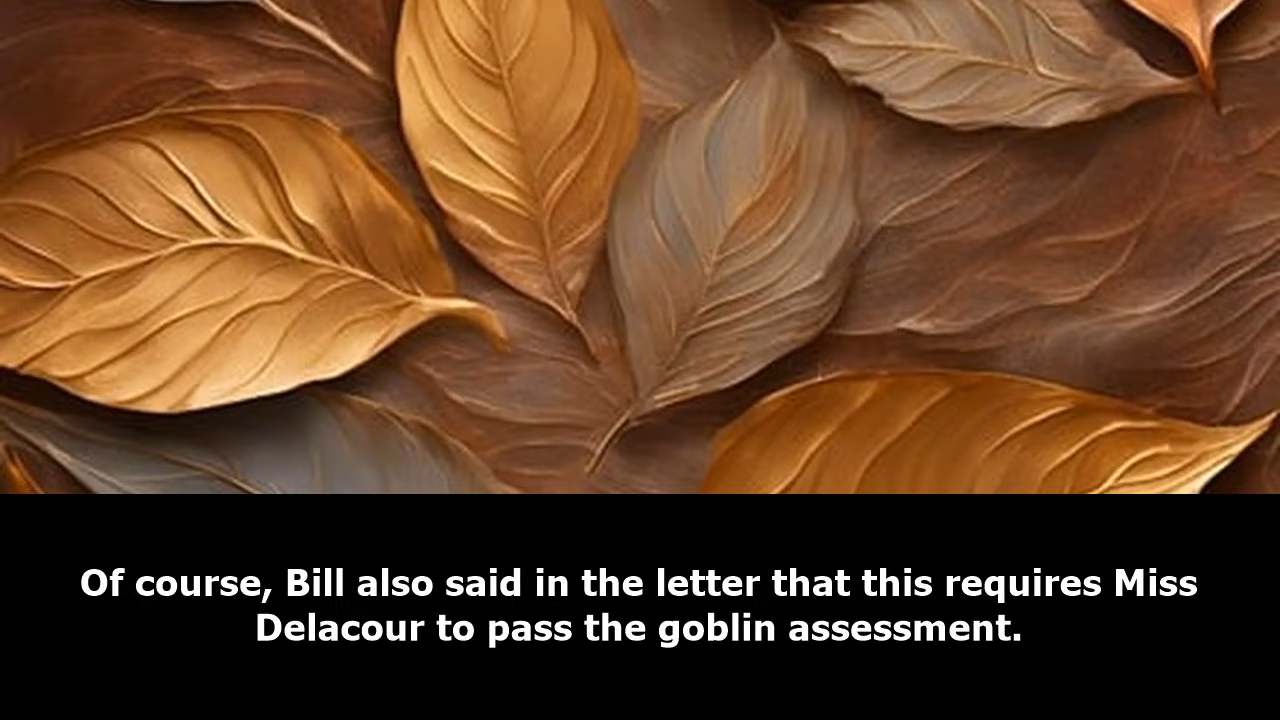 Of course, Bill also said in the letter that this requires Miss
Delacour to pass the goblin assessment.